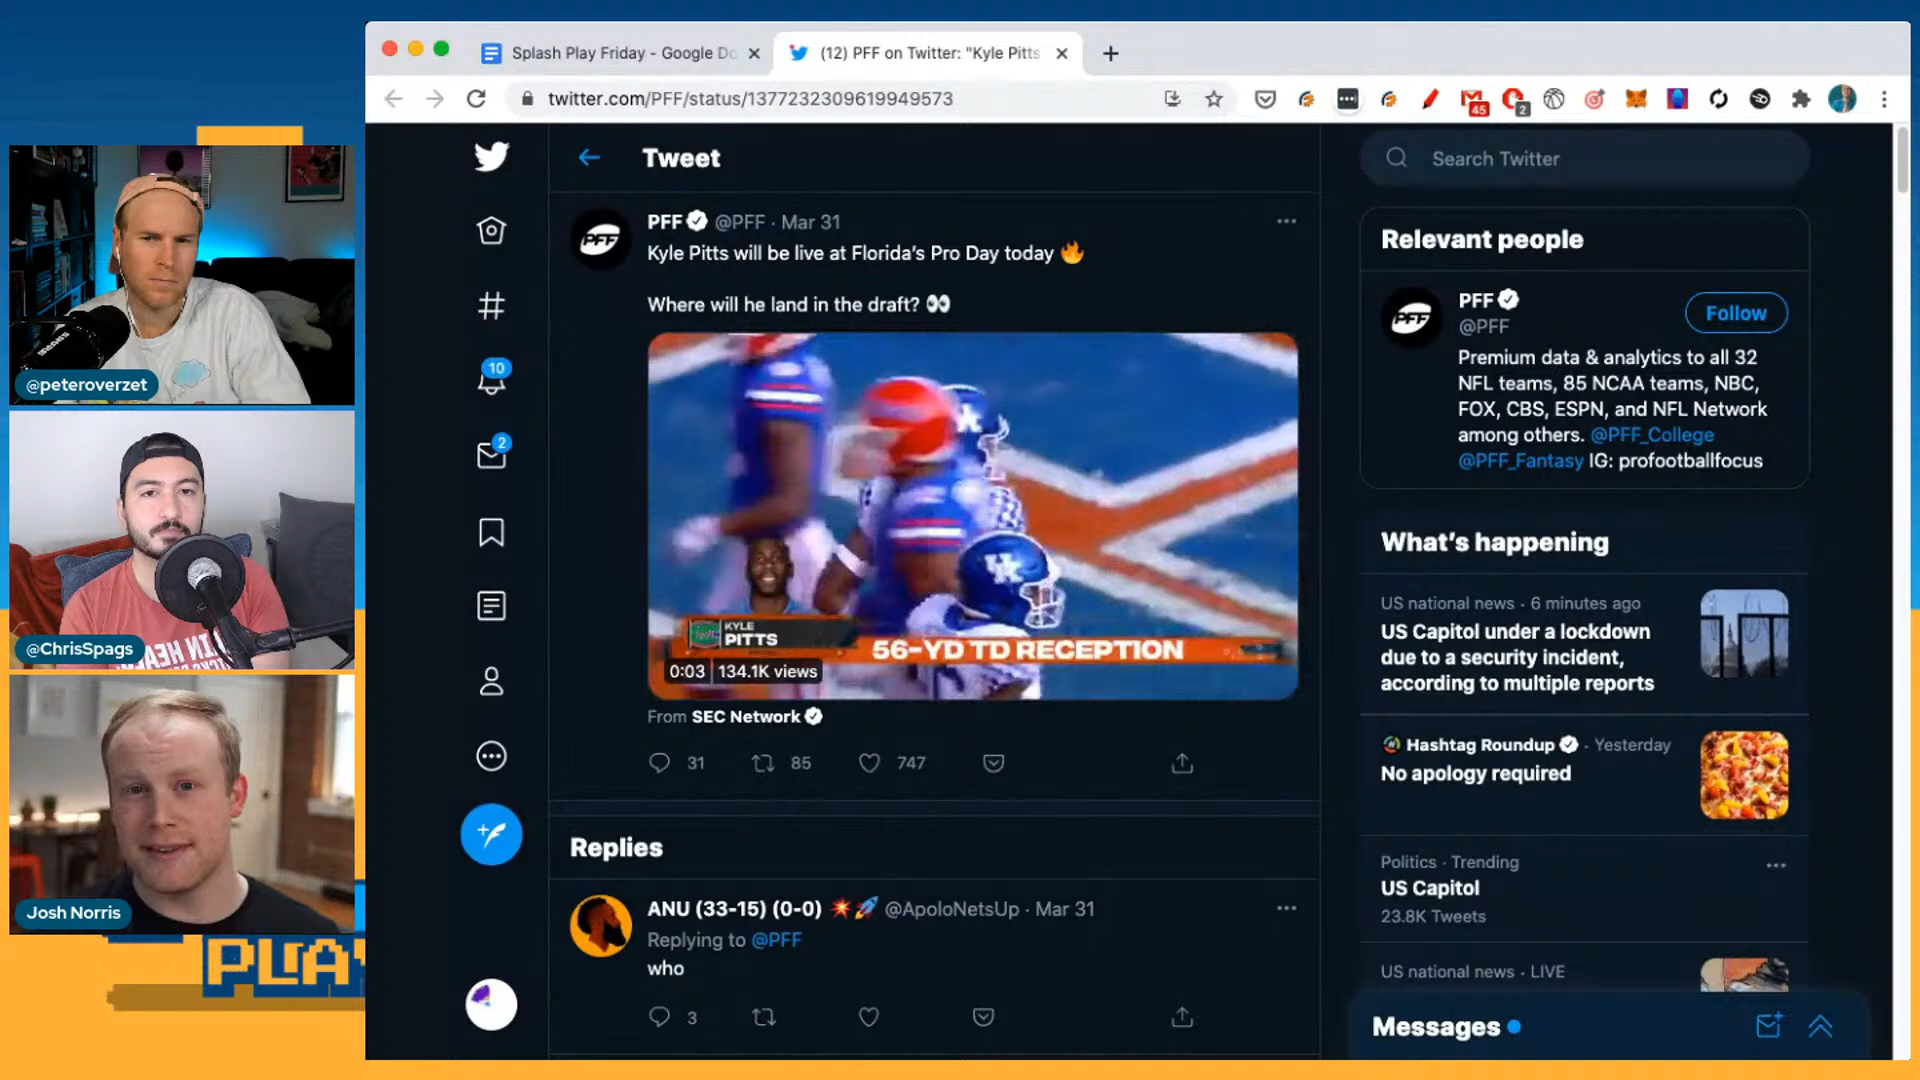 Splash Play Friday - Google Do
(12) PFF on Twitter: "Kyle Pitts
twitter.com/PFF/status/1377232309619949573
45
2
Tweet
Search Twitter
PFF @PFF · Mar 31
Kyle Pitts will be live at Florida's Pro Day today 🔥
Where will he land in the draft? 👀
UK
KYLE
PITTS
56-YD TD RECEPTION
0:03 134.1K views
From SEC Network
31 85 747
Replies
ANU (33-15) (0-0) 💥🚀 @ApoloNetsUp · Mar 31
Replying to @PFF
who
3
10
2
Relevant people
PFF
PFF
@PFF
Follow
Premium data & analytics to all 32
NFL teams, 85 NCAA teams, NBC,
FOX, CBS, ESPN, and NFL Network
among others. @PFF_College
@PFF_Fantasy IG: profootballfocus
What's happening
US national news · 6 minutes ago
US Capitol under a lockdown
due to a security incident,
according to multiple reports
Hashtag Roundup · Yesterday
No apology required
Politics · Trending
US Capitol
23.8K Tweets
US national news · LIVE
Messages
@peteroverzet
@ChrisSpags
Josh Norris
PLAY